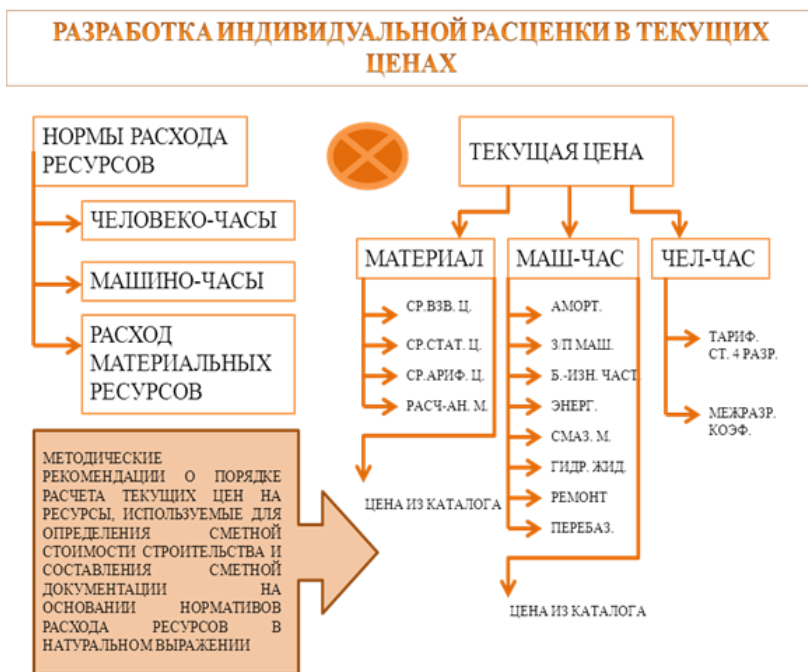 РАЗРАБОТКА ИНДИВИДУАЛЬНОЙ РАСЦЕНКИ В ТЕКУЩИХ
ЦЕНАХ
НОРМЫ РАСХОДА
РЕСУРСОВ
ЧЕЛОВЕКО-ЧАСЫ
МАШИНО-ЧАСЫ
РАСХОД
МАТЕРИАЛЬНЫХ
РЕСУРСОВ
МЕТОДИЧЕСКИЕ
РЕКОМЕНДАЦИИ О ПОРЯДКЕ
РАСЧЕТА ТЕКУЩИХ ЦЕН НА
РЕСУРСЫ, ИСПОЛЬЗУЕМЫЕ ДЛЯ
ОПРЕДЕЛЕНИЯ СМЕТНОЙ
СТОИМОСТИ СТРОИТЕЛЬСТВА И
СОСТАВЛЕНИЯ СМЕТНОЙ
ДОКУМЕНТАЦИИ НА
ОСНОВАНИИ НОРМАТИВОВ
РАСХОДА РЕСУРСОВ В
НАТУРАЛЬНОМ ВЫРАЖЕНИИ
ТЕКУЩАЯ ЦЕНА
МАТЕРИАЛ
СР.ВЗВ. Ц.
СР.СТАТ. Ц.
СР.АРИФ. Ц.
РАСЧ-АН. М.
ЦЕНА ИЗ КАТАЛОГА
МАШ-ЧАС
АМОРТ.
З/П МАШ.
Б.-ИЗН. ЧАСТ.
ЭНЕРГ.
СМАЗ. М.
ГИДР. ЖИД.
РЕМОНТ
ПЕРЕБАЗ.
ЦЕНА ИЗ КАТАЛОГА
ЧЕЛ-ЧАС
ТАРИФ.
СТ. 4 РАЗР.
МЕЖРАЗР.
КОЭФ.